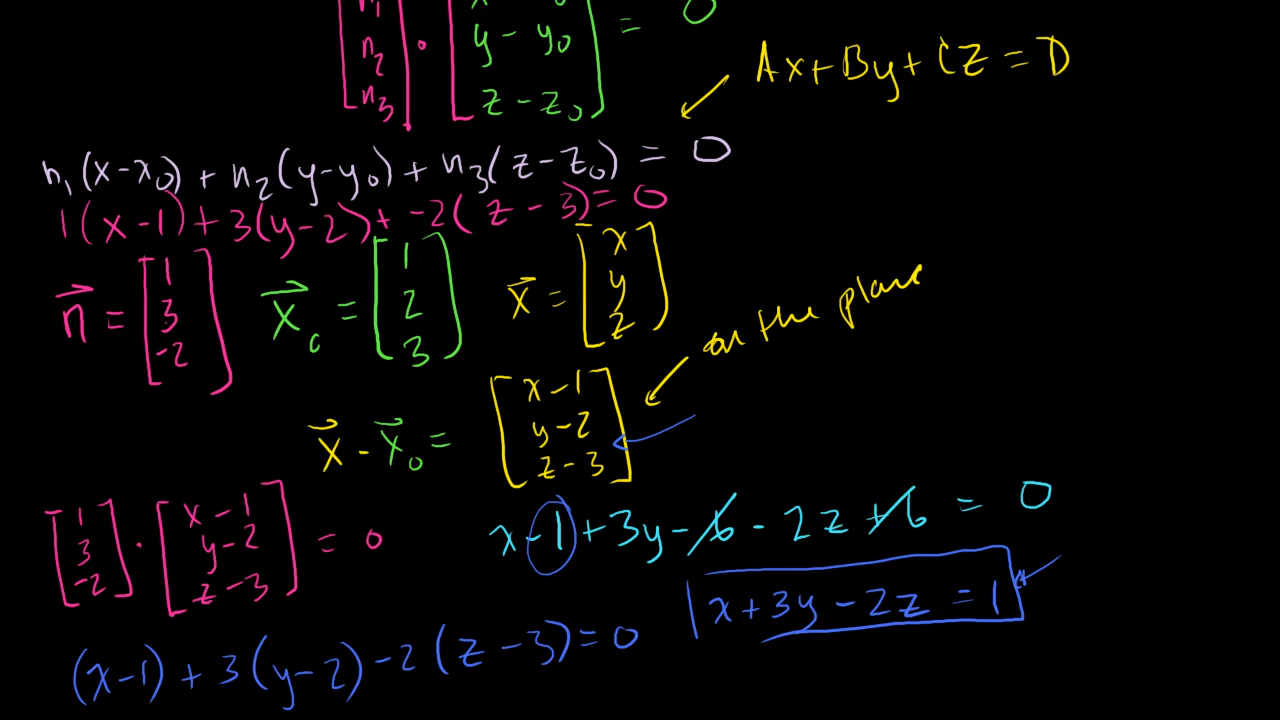 [n₁ n₂ n₃] · [x - x₀ y - y₀ z - z₀] = 0
Ax + By + Cz = D
n₁(x-x₀) + n₂(y-y₀) + n₃(z-z₀) = 0
1(x-1) + 3(y-2) + -2(z-3) = 0
n⃗ = [1 3 -2] x⃗₀ = [1 2 3] x⃗ = [x y z]
on the plane
x⃗ - x⃗₀ = [x-1 y-2 z-3]
[1 3 -2] · [x-1 y-2 z-3] = 0
x - 1 + 3y - 6 - 2z + 6 = 0
x + 3y - 2z = 1
(x-1) + 3(y-2) - 2(z-3) = 0